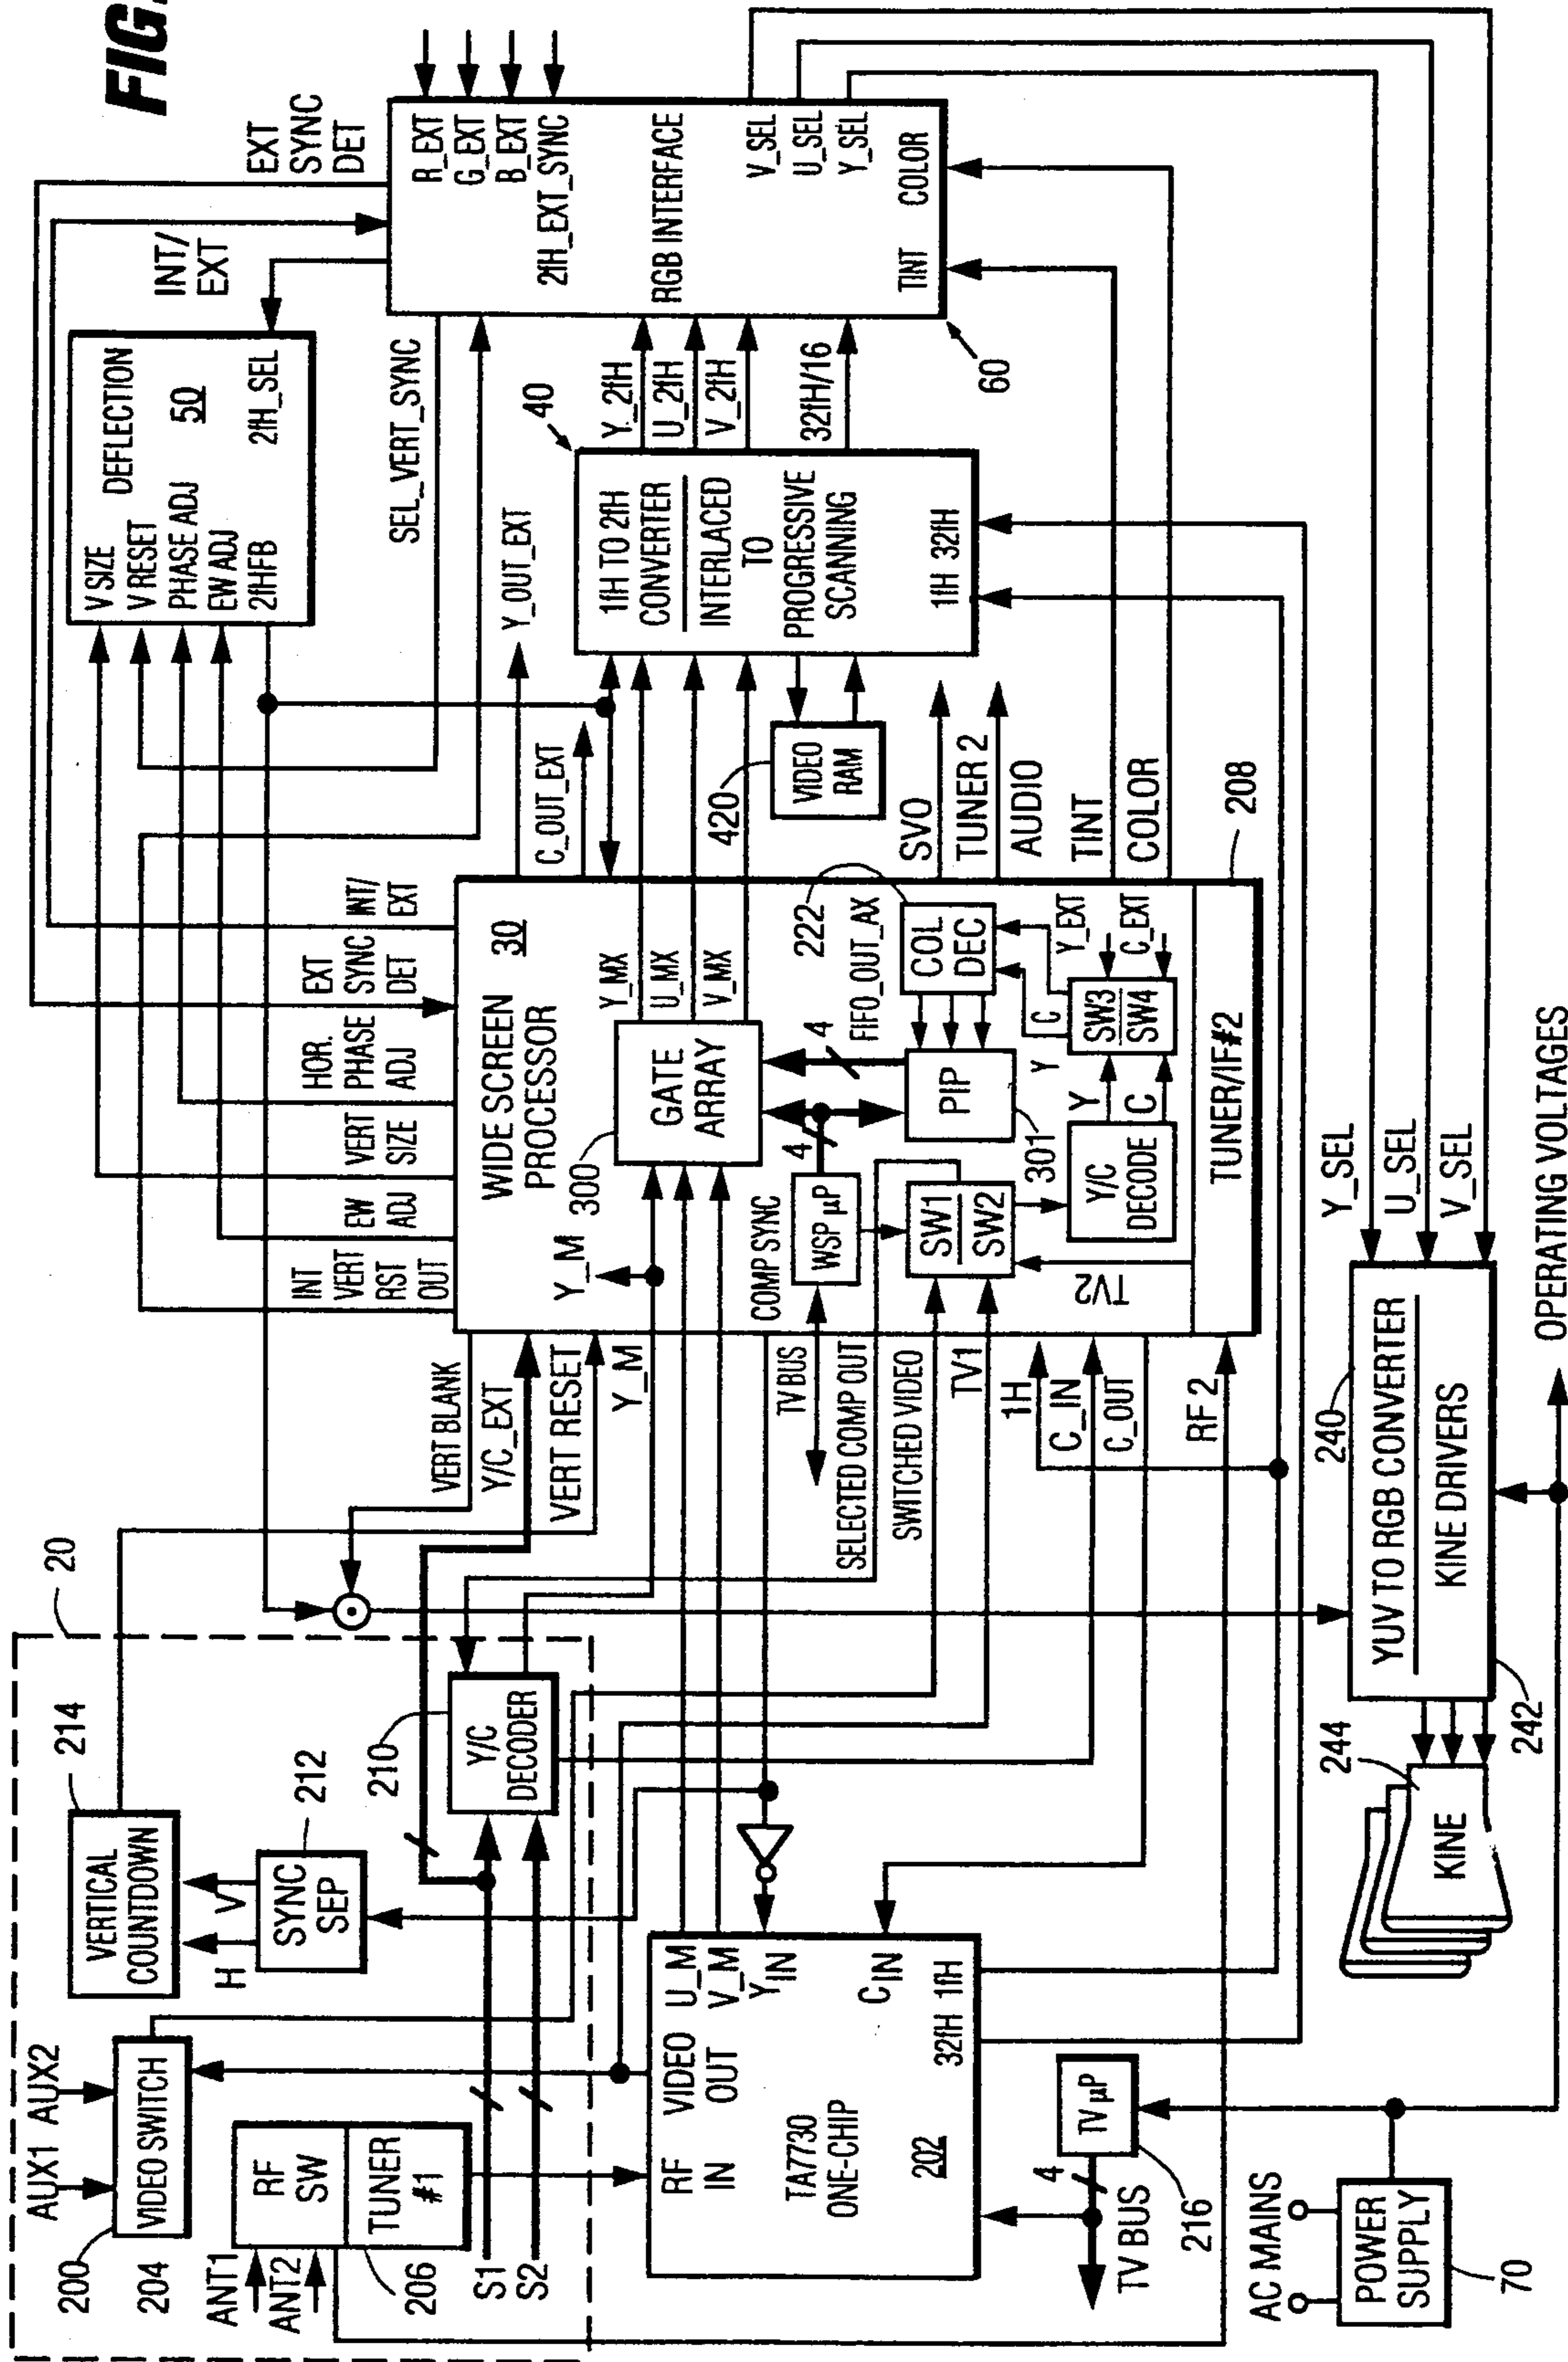 FIG.
EXT
SYNC
DET
INT/
EXT
DEFLECTION
50
V SIZE
V RESET
PHASE ADJ
EW ADJ
2fHFB
2fH_SEL
SEL_VERT_SYNC
R_EXT
G_EXT
B_EXT
2fH_EXT_SYNC
RGB INTERFACE
V_SEL
U_SEL
Y_SEL
TINT
COLOR
60
40
Y_2fH
U_2fH
V_2fH
32fH/16
1fH TO 2fH
CONVERTER
INTERLACED
TO
PROGRESSIVE
SCANNING
1fH
32fH
Y_OUT_EXT
C_OUT_EXT
420
VIDEO
RAM
SVO
TUNER 2
AUDIO
TINT
COLOR
208
INT
VERT
RST
OUT
EW
ADJ
VERT
SIZE
HOR.
PHASE
ADJ
EXT
SYNC
DET
INT/
EXT
WIDE SCREEN
PROCESSOR
30
Y_M
300
GATE
ARRAY
Y_MX
U_MX
V_MX
4
FIFO_OUT_AX
222
COL
DEC
PIP
301
4
COMP SYNC
WSP µP
SW1
SW2
TV2
Y/C
DECODE
Y
C
SW3
SW4
Y
C
Y_EXT
C_EXT
TUNER/IF#2
VERT BLANK
Y/C_EXT
VERT RESET
Y_M
TV BUS
SELECTED COMP OUT
SWITCHED VIDEO
TV1
1H
C_IN
C_OUT
RF 2
20
214
VERTICAL
COUNTDOWN
H
V
212
SYNC
SEP
210
Y/C
DECODER
AUX1
AUX2
VIDEO SWITCH
200
204
ANT1
ANT2
RF
SW
TUNER
#1
206
S1
S2
RF
IN
VIDEO
OUT
U_M
V_M
YIN
CIN
TA7730
ONE-CHIP
202
32fH
1fH
TV µP
4
TV BUS
216
AC MAINS
POWER
SUPPLY
70
OPERATING VOLTAGES
Y_SEL
U_SEL
V_SEL
240
YUV TO RGB CONVERTER
KINE DRIVERS
242
244
KINE